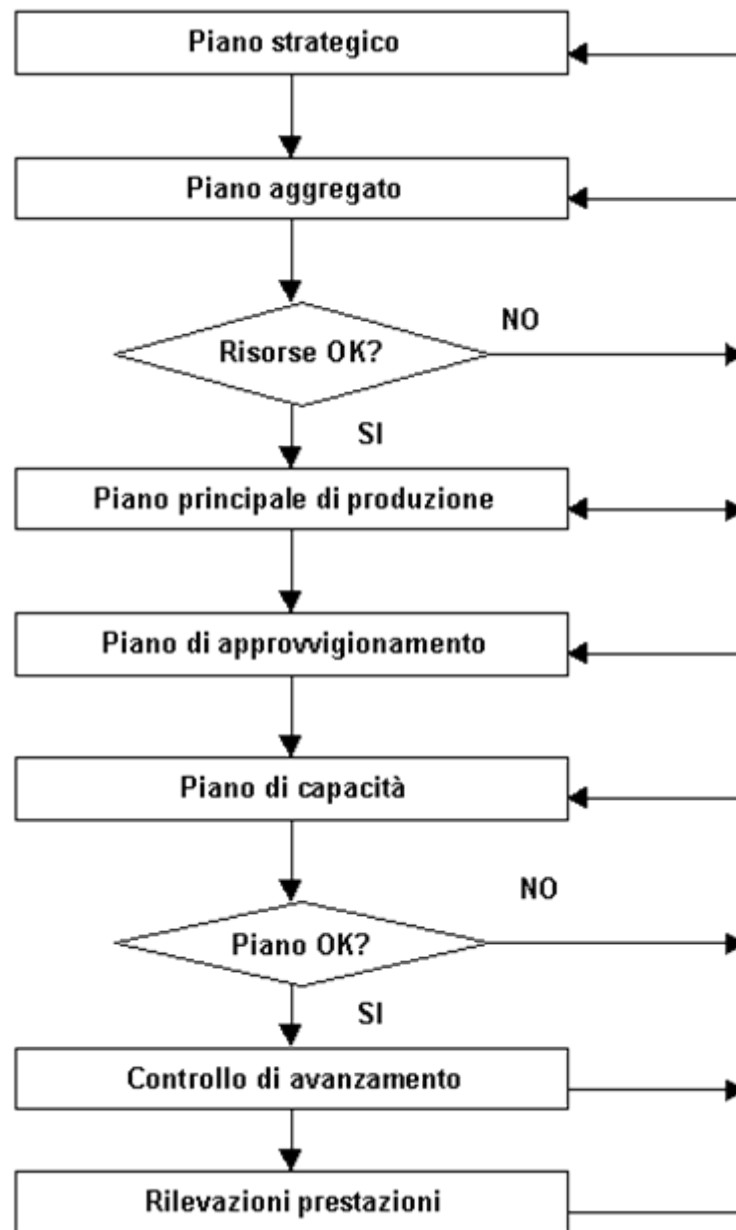 Piano strategico
Piano aggregato
NO
Risorse OK?
SI
Piano principale di produzione
Piano di approvvigionamento
Piano di capacità
NO
Piano OK?
SI
Controllo di avanzamento
Rilevazioni prestazioni